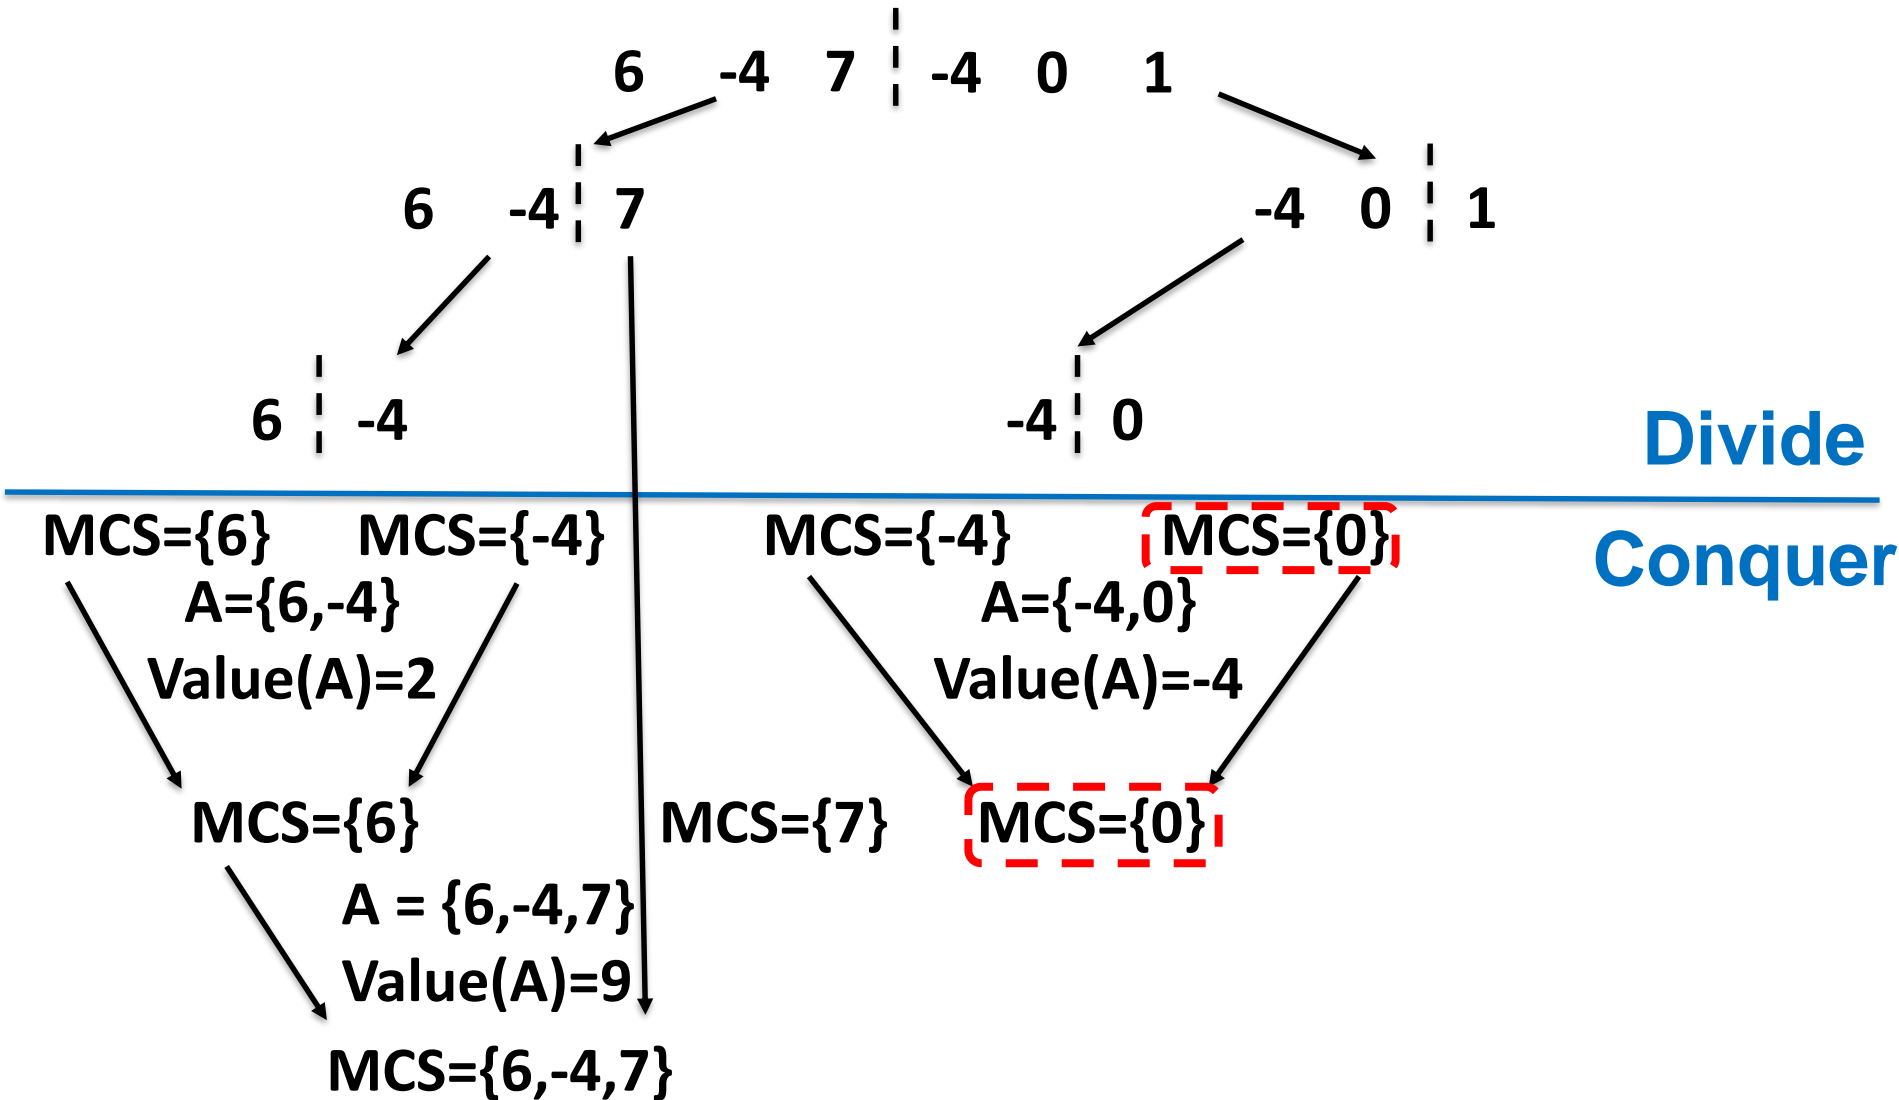 6 -4 7 -4 0 1
6 -4 7 -4 0 1
6 -4 -4 0
Divide
MCS={6} MCS={-4} MCS={-4} MCS={0}
Conquer
A={6,-4} A={-4,0}
Value(A)=2 Value(A)=-4
MCS={6} MCS={7} MCS={0}
A = {6,-4,7}
Value(A)=9
MCS={6,-4,7}